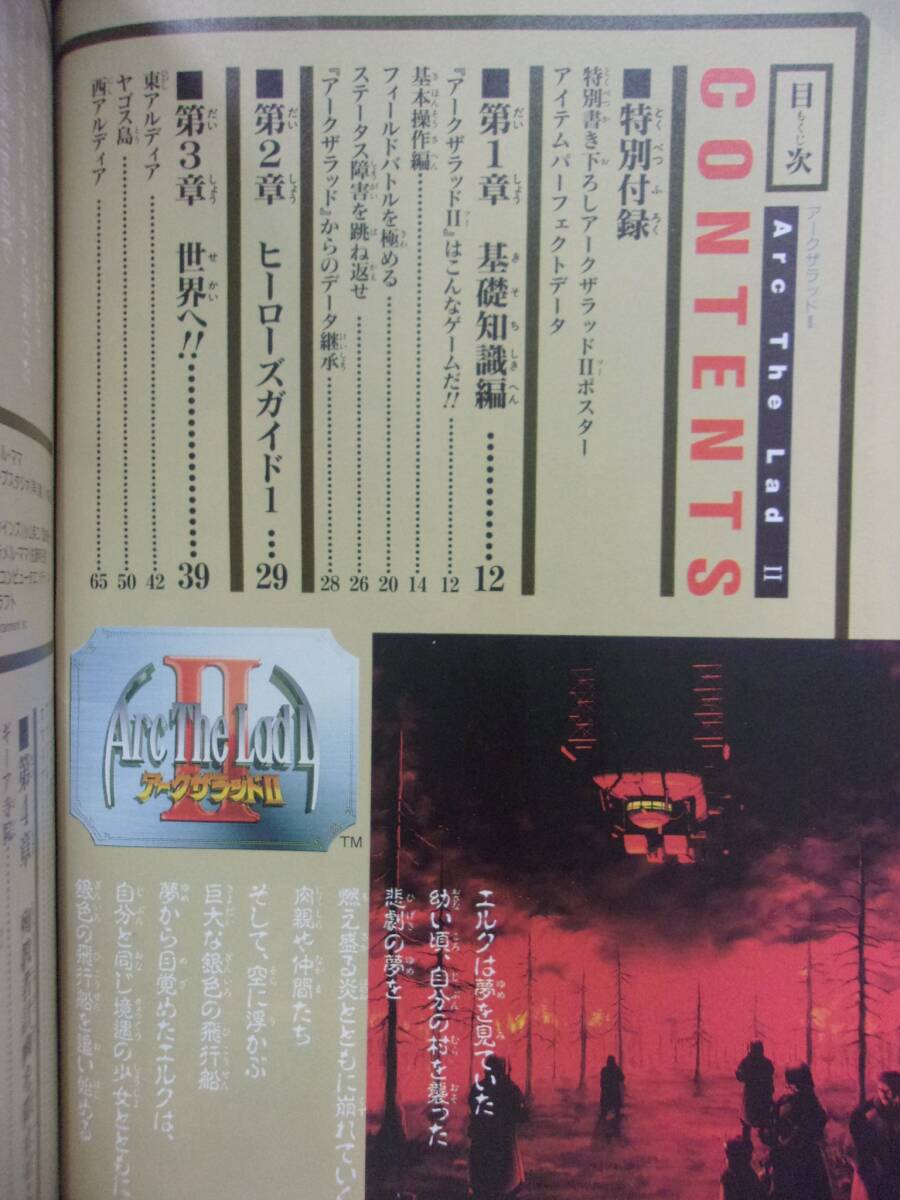 目次
もくじ
アークザラッドⅡ
Arc The Lad II
CONTENTS
■特別付録
とくべつふろく
特別書き下ろしアークザラッドⅡポスター
アイテムパーフェクトデータ
■第1章 基礎知識編…………12
『アークザラッドⅡ』はこんなゲームだ!!…………12
基本操作編…………14
フィールドバトルを極める…………20
ステータス障害を跳ね返せ…………26
『アークザラッド』からのデータ継承…………28
■第2章 ヒーローズガイド1…29
■第3章 世界へ!!…………39
東アルディア…………42
ヤゴス島…………50
西アルディア…………65
Arc The Lad II
アークザラッドII
TM
エルクは夢を見ていた
幼い頃、自分の村を襲った
悲劇の夢を
燃え盛る炎とともに崩れていく
肉親や仲間たち
そして、空に浮かぶ
巨大な銀色の飛行船
夢から目覚めたエルクは、
自分と同じ境遇の少女とともに
銀色の飛行船を追い始める